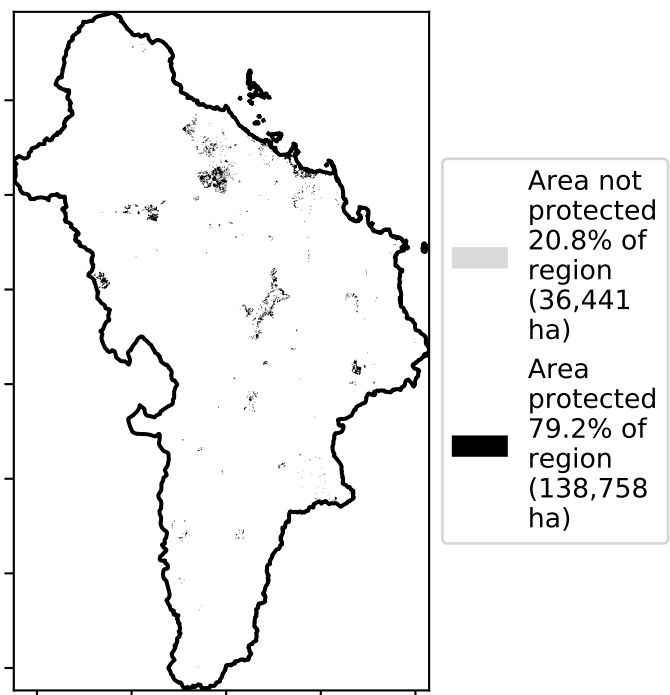 Area not
protected
20.8% of
region
(36,441
ha)
Area
protected
79.2% of
region
(138,758
ha)